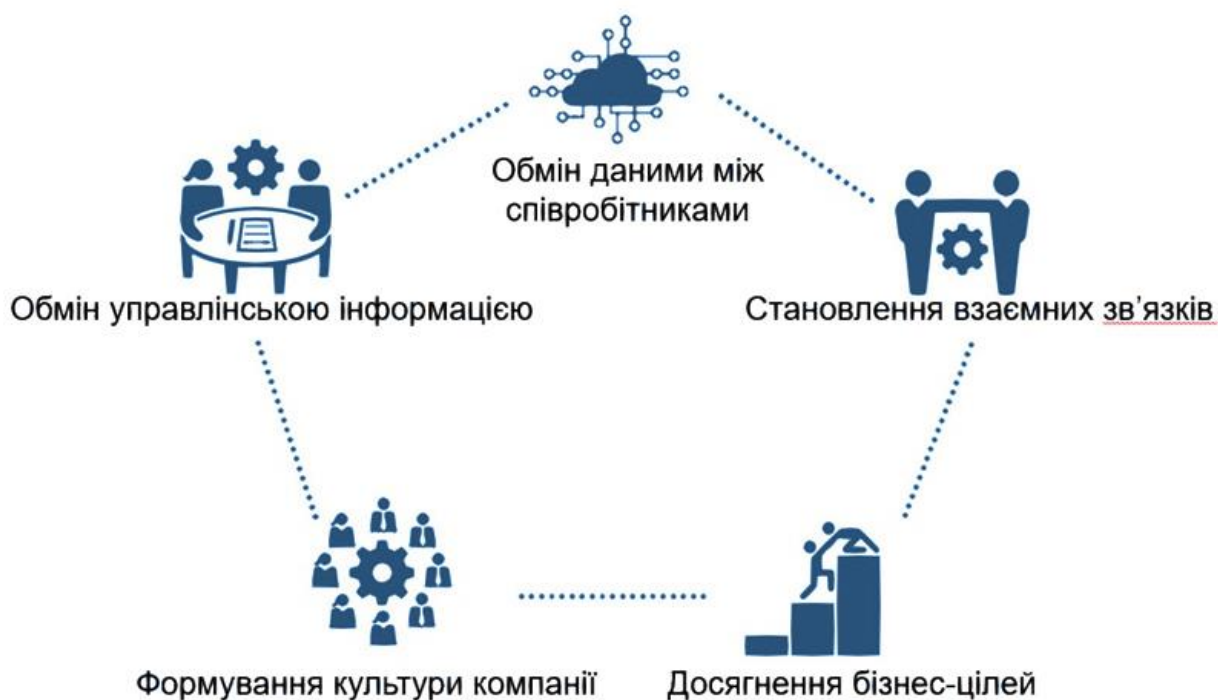 Обмін даними між
співробітниками
Обмін управлінською інформацією
Становлення взаємних зв’язків
Формування культури компанії
Досягнення бізнес-цілей